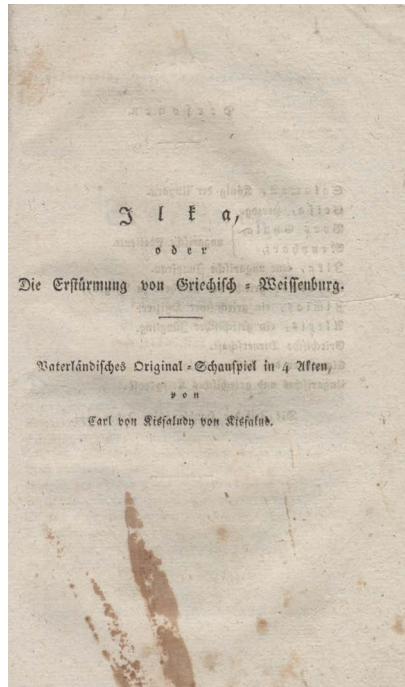 Ilka,
oder
Die Erstürmung von Griechisch-Weissenburg.
Vaterländisches Original-Schauspiel in 4 Akten,
von
Carl von Kisfaludy von Kisfalud.